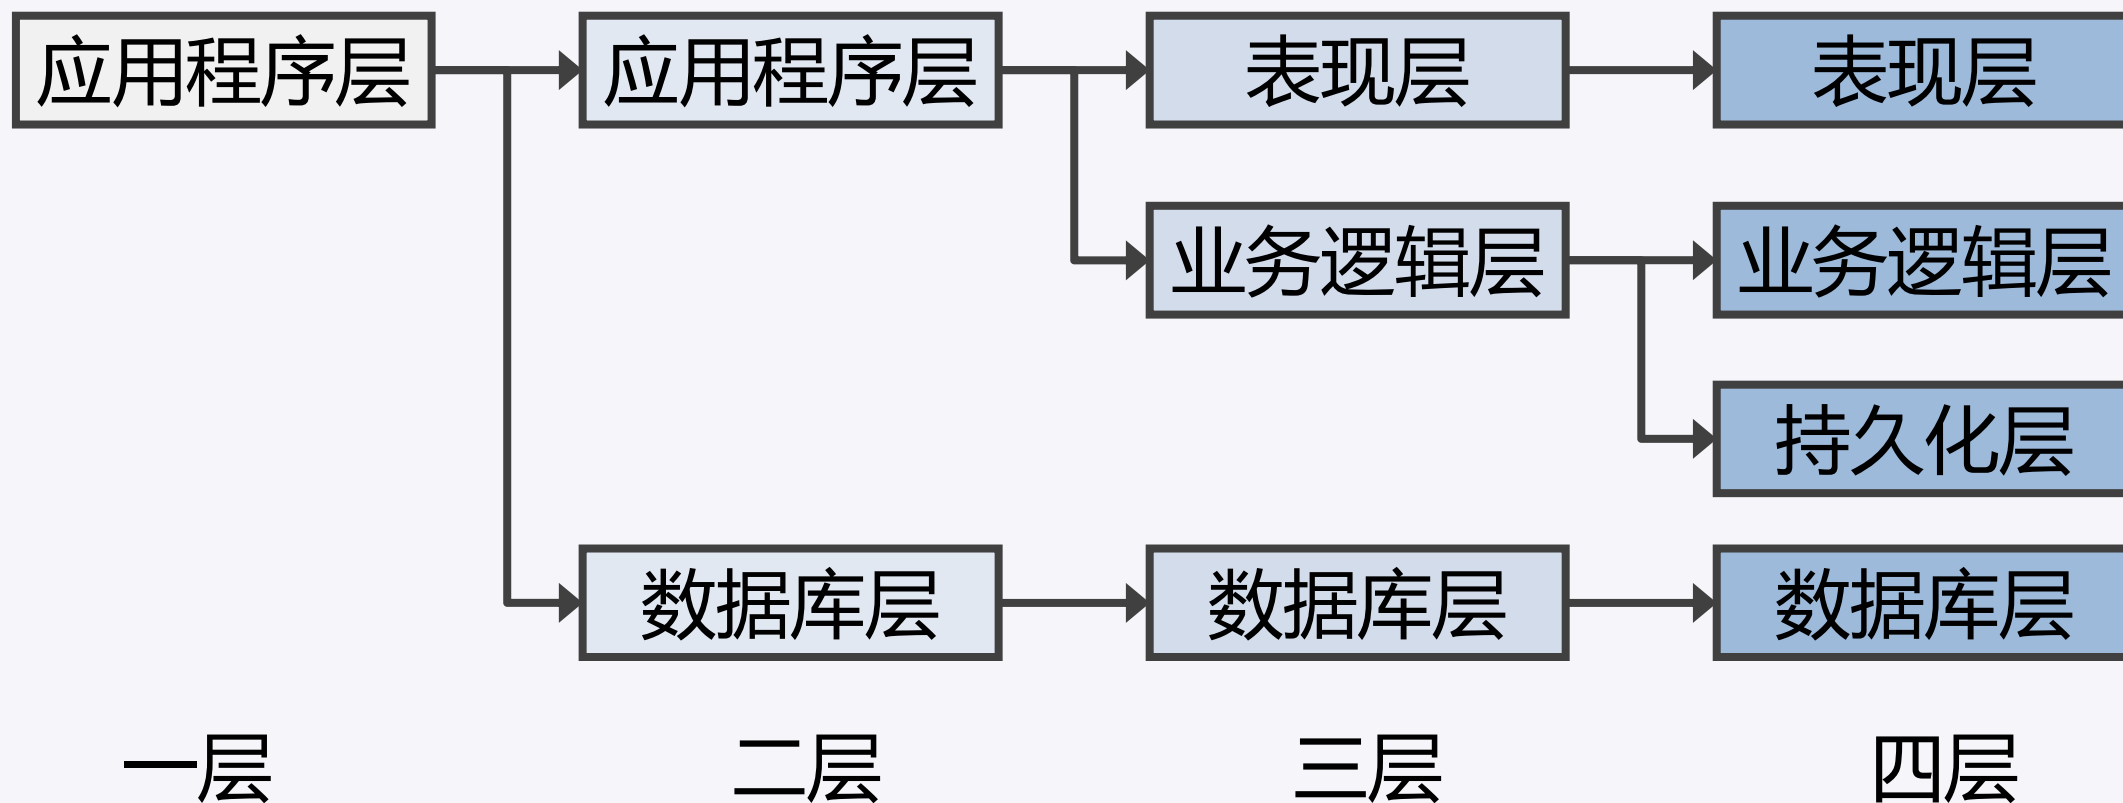 应用程序层
应用程序层
表现层
表现层
业务逻辑层
业务逻辑层
持久化层
数据库层
数据库层
数据库层
一层
二层
三层
四层